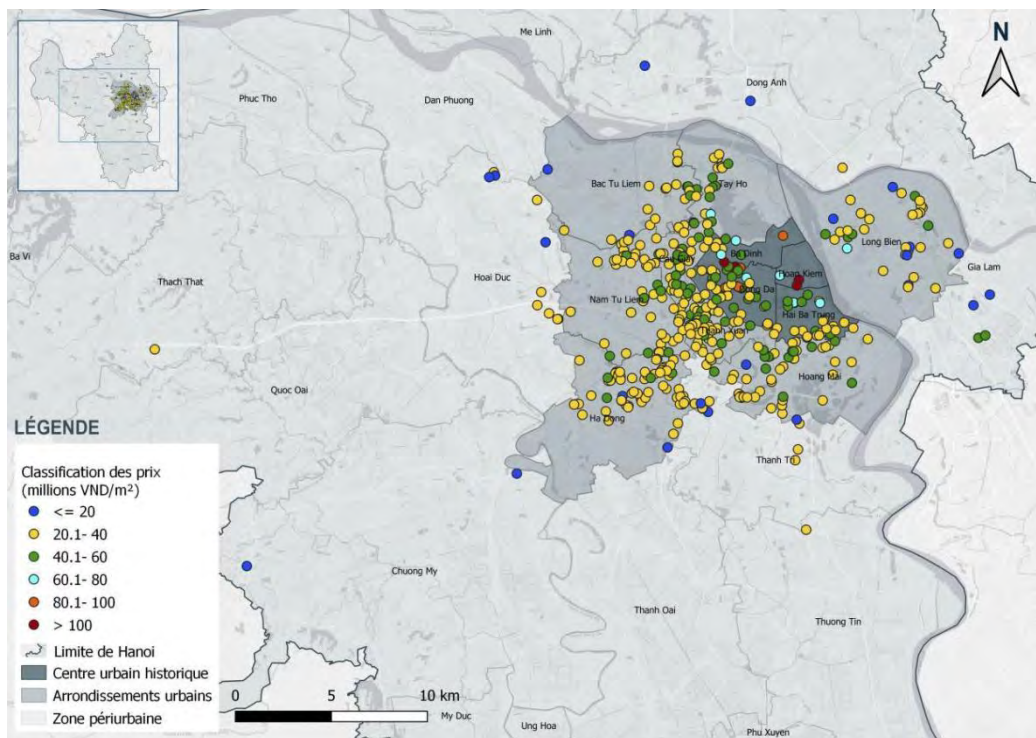 Me Linh
N
Dong Anh
Phuc Tho
Dan Phuong
Bac Tu Liem
Tay Ho
Ba Vi
Long Bien
Ba Dinh
Hoan Kiem
Gia Lam
Thach That
Hoai Duc
Dong Da
Nam Tu Liem
Hai Ba Trung
Thanh Xuan
Hoang Mai
Quoc Oai
Ha Dong
LÉGENDE
Thanh Tri
Classification des prix
(millions VND/m²)
<= 20
20.1- 40
40.1- 60
60.1- 80
80.1- 100
> 100
Limite de Hanoi
Centre urbain historique
Arrondissements urbains
Zone périurbaine
Chuong My
Thanh Oai
Thuong Tin
0 5 10 km
My Duc
Ung Hoa
Phu Xuyen